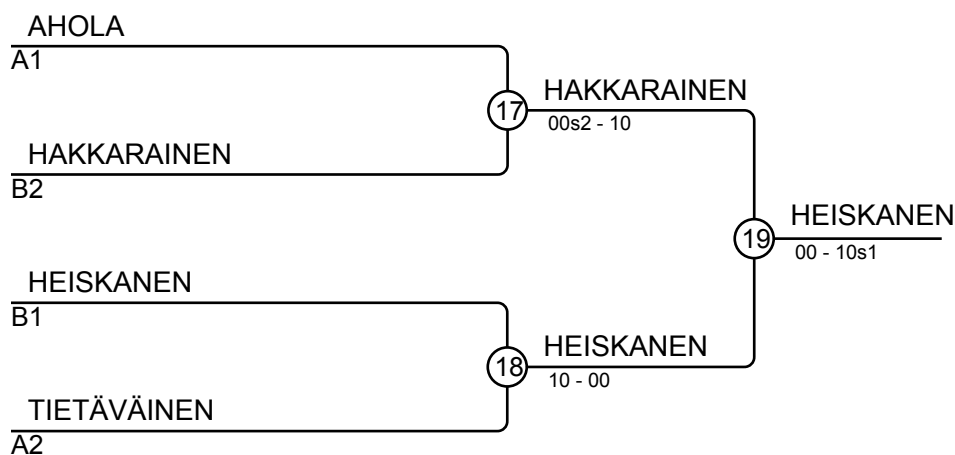 AHOLA
A1
17
HAKKARAINEN
00s2 - 10
HAKKARAINEN
B2
19
HEISKANEN
00 - 10s1
HEISKANEN
B1
18
HEISKANEN
10 - 00
TIETÄVÄINEN
A2